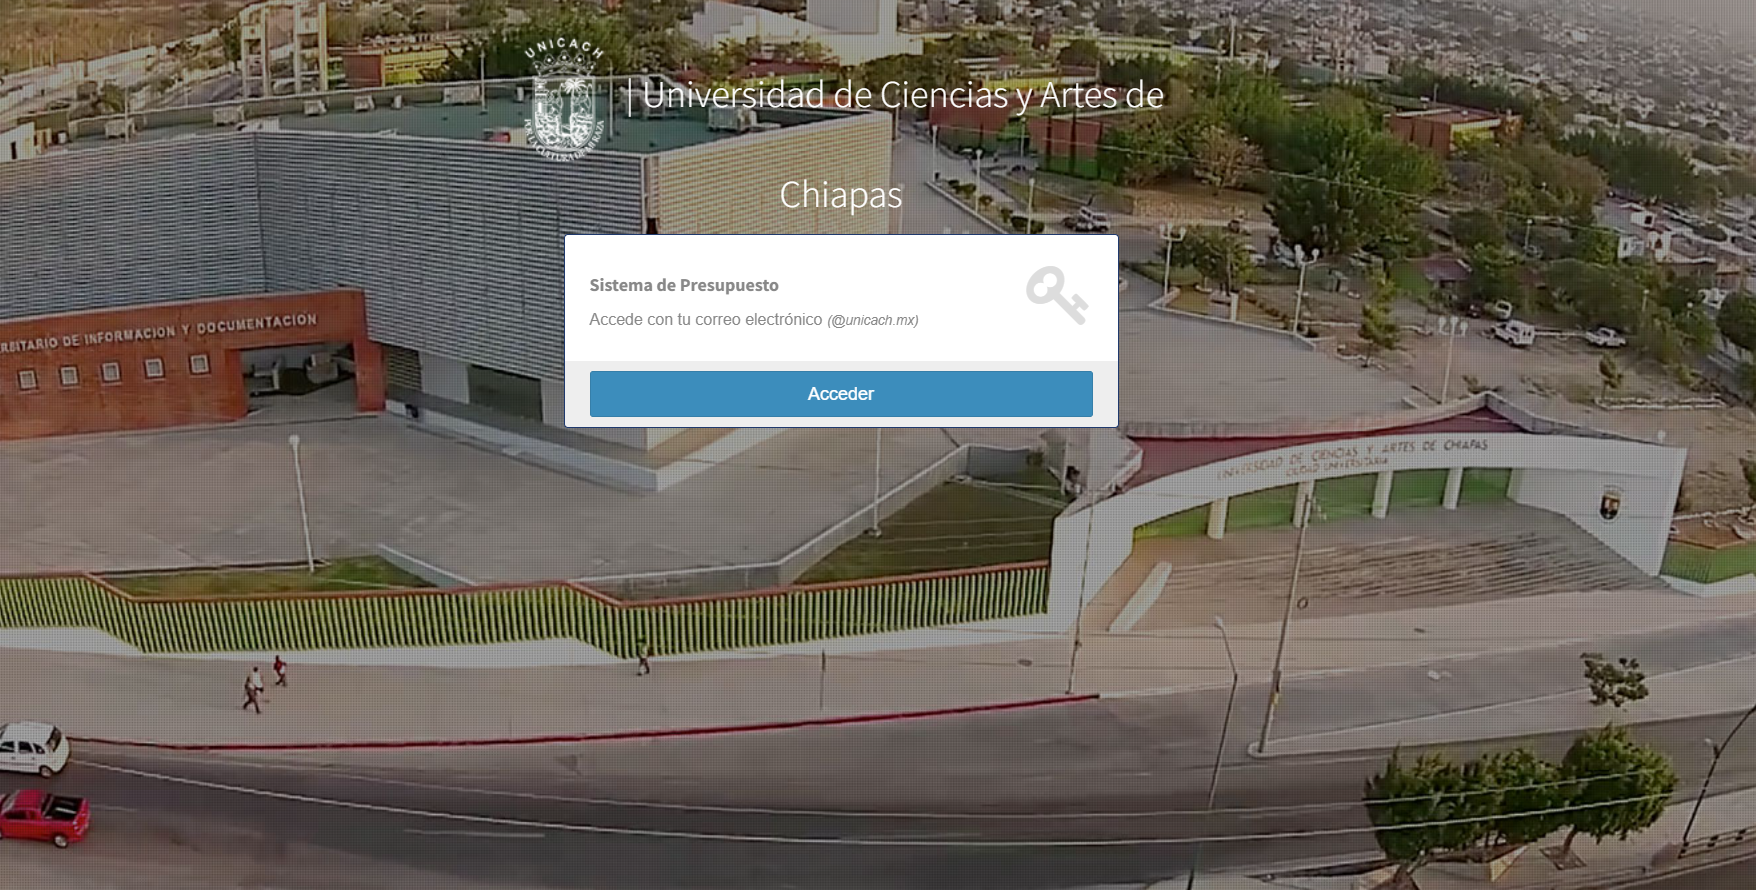 UNICACH
| Universidad de Ciencias y Artes de
Chiapas
Sistema de Presupuesto
Accede con tu correo electrónico (@unicach.mx)
Acceder
RSITARIO DE INFORMACION Y DOCUMENTACION
UNIVERSIDAD DE CIENCIAS Y ARTES DE CHIAPAS
CIUDAD UNIVERSITARIA